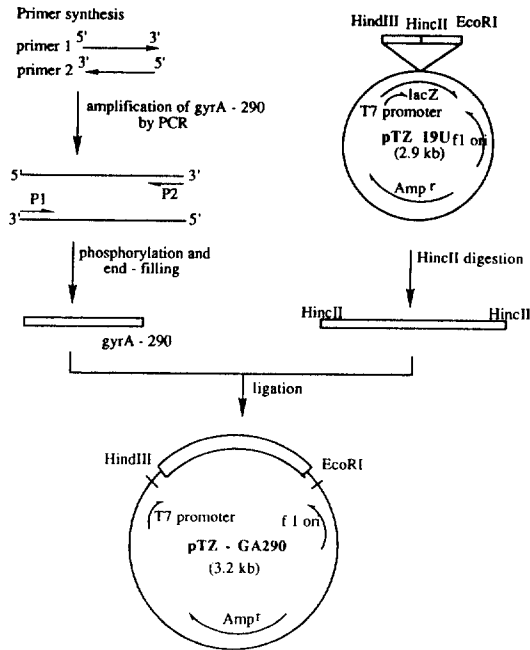 Primer synthesis
5' 3'
primer 1
primer 2
3' 5'
amplification of gyrA - 290
by PCR
5' 3'
P2
P1
3' 5'
phosphorylation and
end - filling
gyrA - 290
HindIII HincII EcoRI
lacZ
T7 promoter
pTZ 19U f1 ori
(2.9 kb)
Amp r
HincII digestion
HincII HincII
ligation
HindIII EcoRI
T7 promoter f 1 ori
pTZ - GA290
(3.2 kb)
Amp r